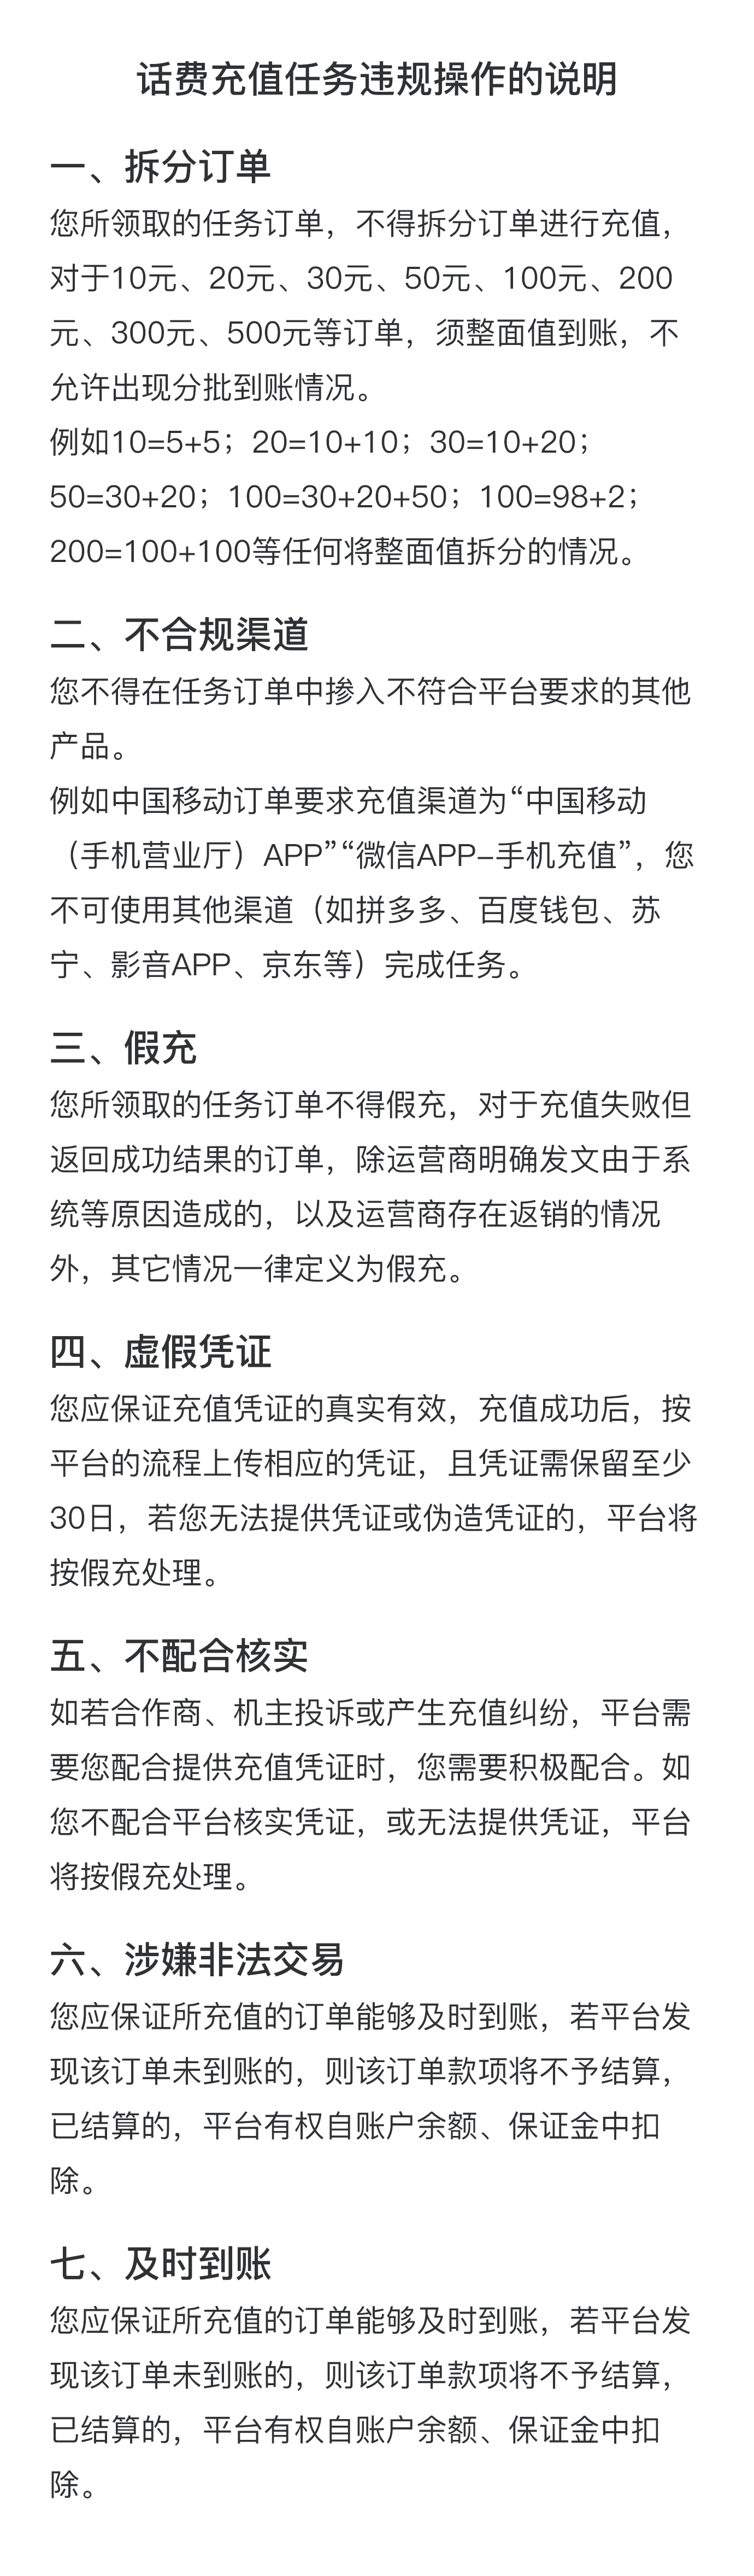 话费充值任务违规操作的说明
一、拆分订单
您所领取的任务订单，不得拆分订单进行充值，
对于10元、20元、30元、50元、100元、200
元、300元、500元等订单，须整面值到账，不
允许出现分批到账情况。
例如10=5+5；20=10+10；30=10+20；
50=30+20；100=30+20+50；100=98+2；
200=100+100等任何将整面值拆分的情况。
二、不合规渠道
您不得在任务订单中掺入不符合平台要求的其他
产品。
例如中国移动订单要求充值渠道为“中国移动
（手机营业厅）APP”“微信APP–手机充值”，您
不可使用其他渠道（如拼多多、百度钱包、苏
宁、影音APP、京东等）完成任务。
三、假充
您所领取的任务订单不得假充，对于充值失败但
返回成功结果的订单，除运营商明确发文由于系
统等原因造成的，以及运营商存在返销的情况
外，其它情况一律定义为假充。
四、虚假凭证
您应保证充值凭证的真实有效，充值成功后，按
平台的流程上传相应的凭证，且凭证需保留至少
30日，若您无法提供凭证或伪造凭证的，平台将
按假充处理。
五、不配合核实
如若合作商、机主投诉或产生充值纠纷，平台需
要您配合提供充值凭证时，您需要积极配合。如
您不配合平台核实凭证，或无法提供凭证，平台
将按假充处理。
六、涉嫌非法交易
您应保证所充值的订单能够及时到账，若平台发
现该订单未到账的，则该订单款项将不予结算，
已结算的，平台有权自账户余额、保证金中扣
除。
七、及时到账
您应保证所充值的订单能够及时到账，若平台发
现该订单未到账的，则该订单款项将不予结算，
已结算的，平台有权自账户余额、保证金中扣
除。